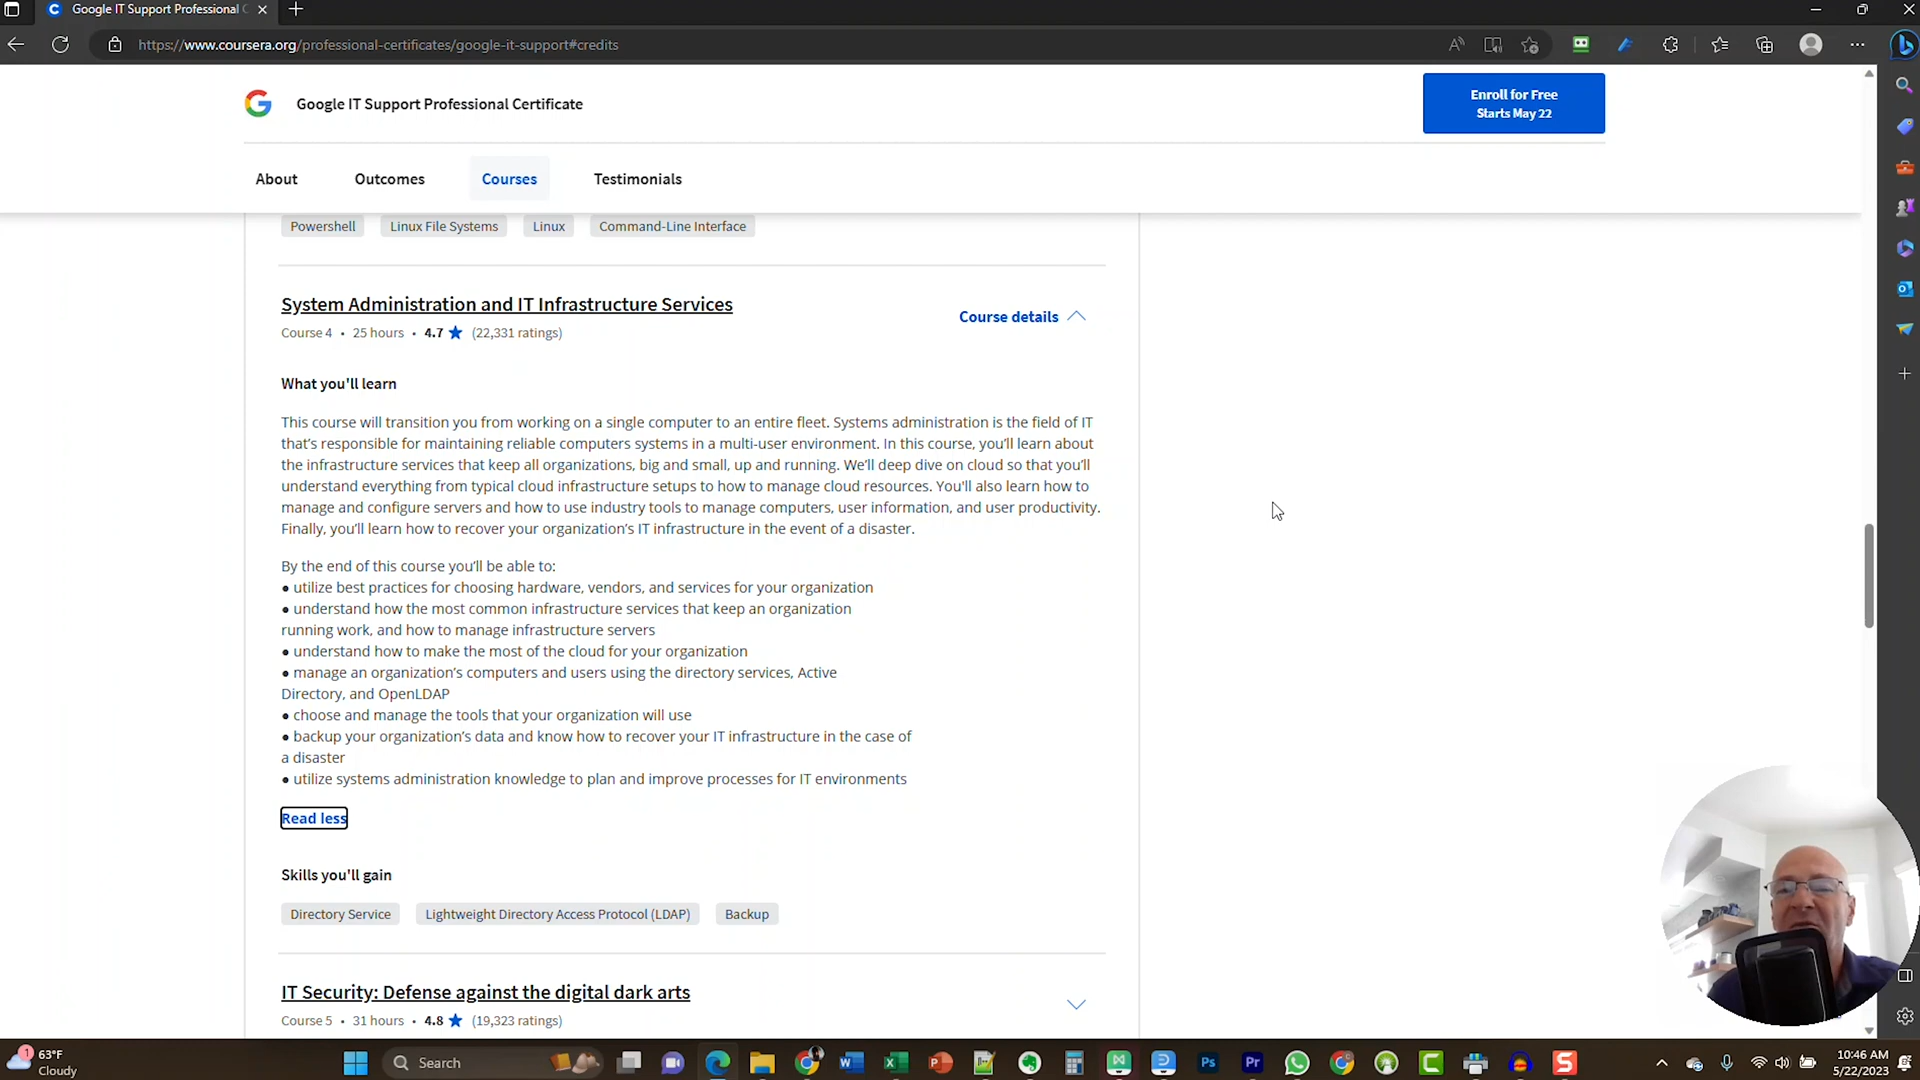 Google IT Support Professional C
https://www.coursera.org/professional-certificates/google-it-support#credits
Google IT Support Professional Certificate
Enroll for Free
Starts May 22
About
Outcomes
Courses
Testimonials
Powershell
Linux File Systems
Linux
Command-Line Interface
System Administration and IT Infrastructure Services
Course details
Course 4 • 25 hours • 4.7 ★ (22,331 ratings)
What you'll learn
This course will transition you from working on a single computer to an entire fleet. Systems administration is the field of IT
that's responsible for maintaining reliable computers systems in a multi-user environment. In this course, you'll learn about
the infrastructure services that keep all organizations, big and small, up and running. We'll deep dive on cloud so that you'll
understand everything from typical cloud infrastructure setups to how to manage cloud resources. You'll also learn how to
manage and configure servers and how to use industry tools to manage computers, user information, and user productivity.
Finally, you'll learn how to recover your organization's IT infrastructure in the event of a disaster.
By the end of this course you'll be able to:
● utilize best practices for choosing hardware, vendors, and services for your organization
● understand how the most common infrastructure services that keep an organization
running work, and how to manage infrastructure servers
● understand how to make the most of the cloud for your organization
● manage an organization's computers and users using the directory services, Active
Directory, and OpenLDAP
● choose and manage the tools that your organization will use
● backup your organization's data and know how to recover your IT infrastructure in the case of
a disaster
● utilize systems administration knowledge to plan and improve processes for IT environments
Read less
Skills you'll gain
Directory Service
Lightweight Directory Access Protocol (LDAP)
Backup
IT Security: Defense against the digital dark arts
Course 5 • 31 hours • 4.8 ★ (19,323 ratings)
1
63°F
Cloudy
Search
10:46 AM
5/22/2023